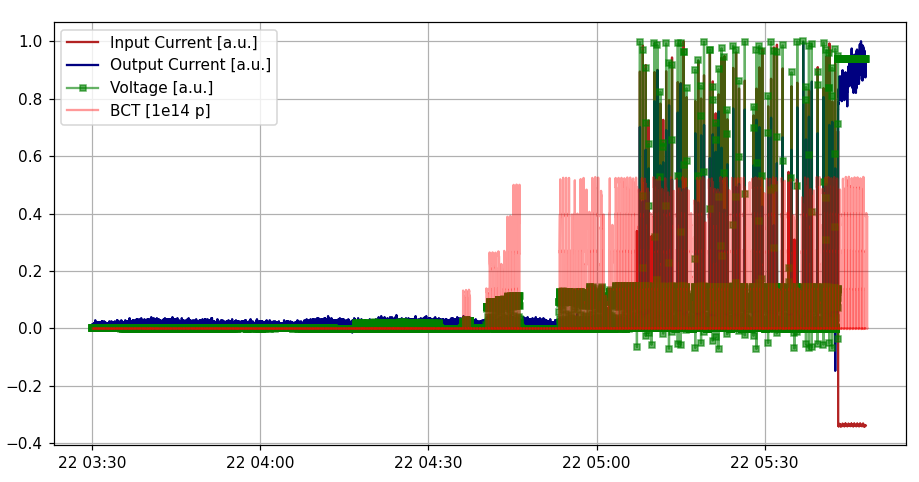 Input Current [a.u.]
Output Current [a.u.]
Voltage [a.u.]
BCT [1e14 p]
1.0
0.8
0.6
0.4
0.2
0.0
−0.2
−0.4
22 03:30 22 04:00 22 04:30 22 05:00 22 05:30